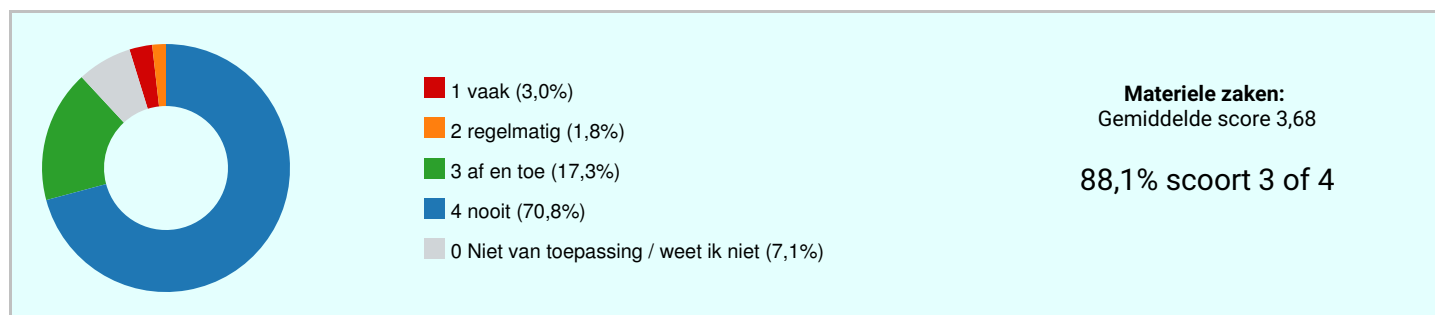 1 vaak (3,0%)
2 regelmatig (1,8%)
3 af en toe (17,3%)
4 nooit (70,8%)
0 Niet van toepassing / weet ik niet (7,1%)
Materiele zaken:
Gemiddelde score 3,68
88,1% scoort 3 of 4